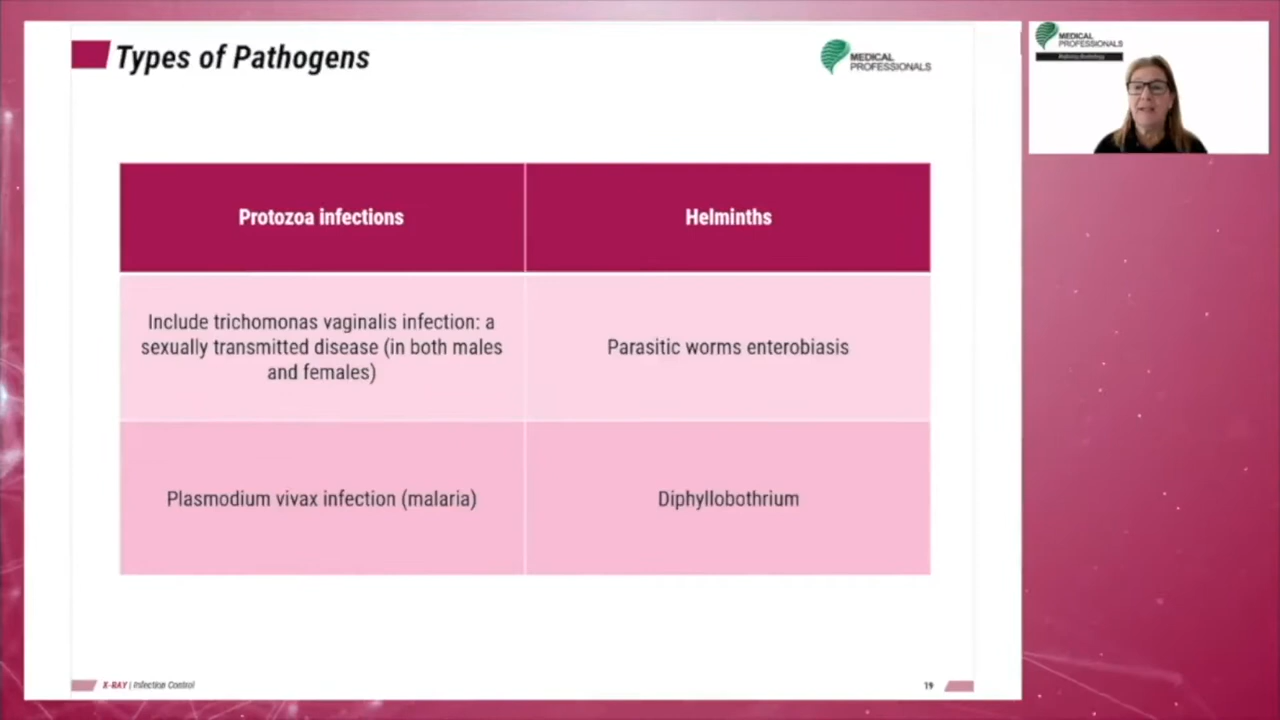 Types of Pathogens
MEDICAL
PROFESSIONALS
MEDICAL
PROFESSIONALS
Protozoa infections
Helminths
Include trichomonas vaginalis infection: a
sexually transmitted disease (in both males
and females)
Parasitic worms enterobiasis
Plasmodium vivax infection (malaria)
Diphyllobothrium
X-RAY | Infection Control
19